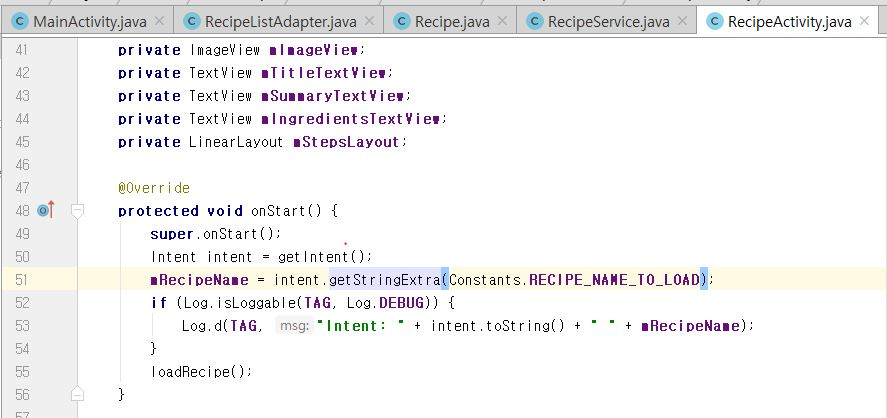 MainActivity.java RecipeListAdapter.java Recipe.java RecipeService.java RecipeActivity.java
41 private ImageView mImageView;
42 private TextView mTitleTextView;
43 private TextView mSummaryTextView;
44 private TextView mIngredientsTextView;
45 private LinearLayout mStepsLayout;
46
47 @Override
48 protected void onStart() {
49 super.onStart();
50 Intent intent = getIntent();
51 mRecipeName = intent.getStringExtra(Constants.RECIPE_NAME_TO_LOAD);
52 if (Log.isLoggable(TAG, Log.DEBUG)) {
53 Log.d(TAG, msg: "Intent: " + intent.toString() + " " + mRecipeName);
54 }
55 loadRecipe();
56 }
57